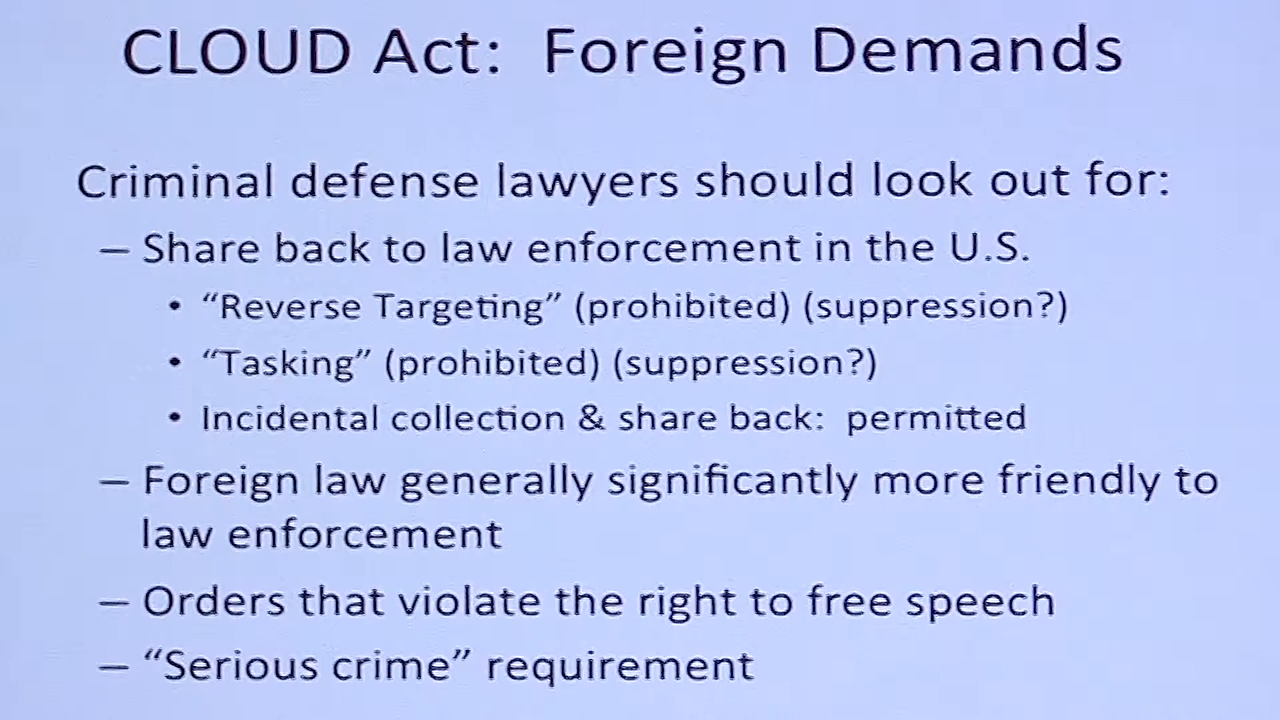 CLOUD Act: Foreign Demands
Criminal defense lawyers should look out for:
– Share back to law enforcement in the U.S.
• “Reverse Targeting” (prohibited) (suppression?)
• “Tasking” (prohibited) (suppression?)
• Incidental collection & share back: permitted
– Foreign law generally significantly more friendly to
law enforcement
– Orders that violate the right to free speech
– “Serious crime” requirement